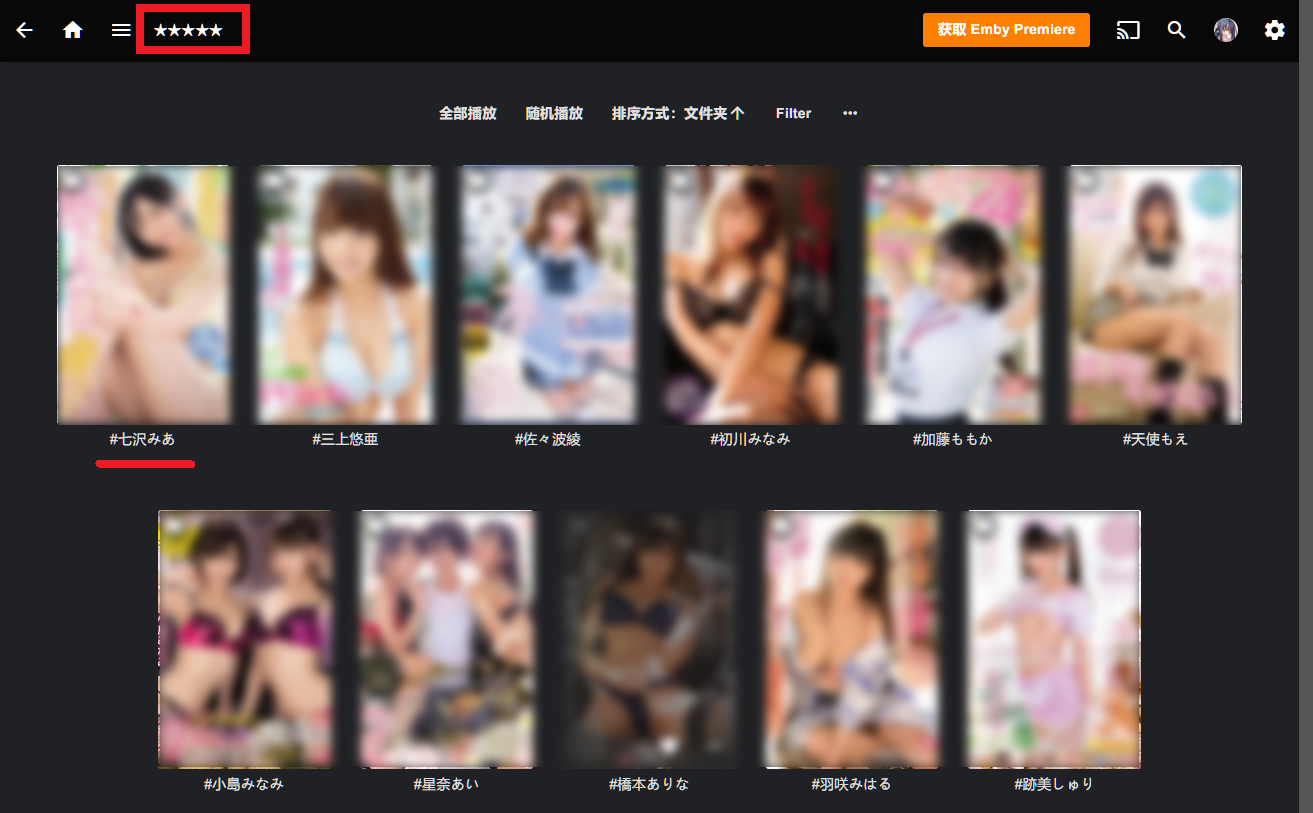 ★★★★★
获取 Emby Premiere
全部播放 随机播放 排序方式：文件夹 个 Filter ···
#七沢みあ #三上悠亜 #佐々波綾 #初川みなみ #加藤ももか #天使もえ
#小島みなみ #星奈あい #橋本ありな #羽咲みはる #跡美しゅり